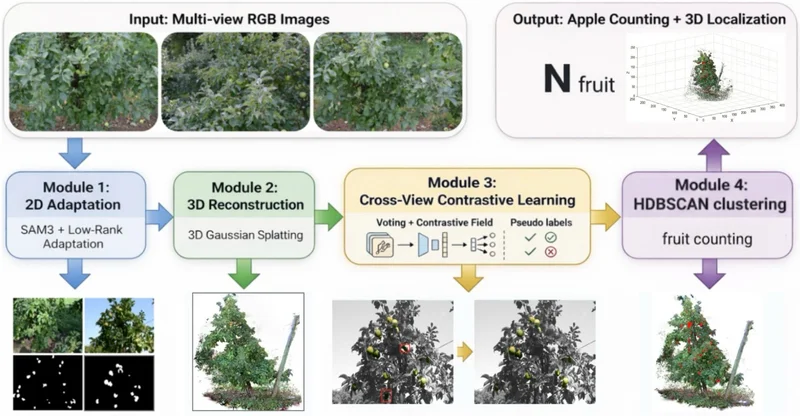 Input: Multi-view RGB Images
Output: Apple Counting + 3D Localization
N fruit
Module 1:
2D Adaptation
SAM3 + Low-Rank
Adaptation
Module 2:
3D Reconstruction
3D Gaussian Splatting
Module 3:
Cross-View Contrastive Learning
Voting + Contrastive Field
Pseudo labels
Module 4:
HDBSCAN clustering
fruit counting